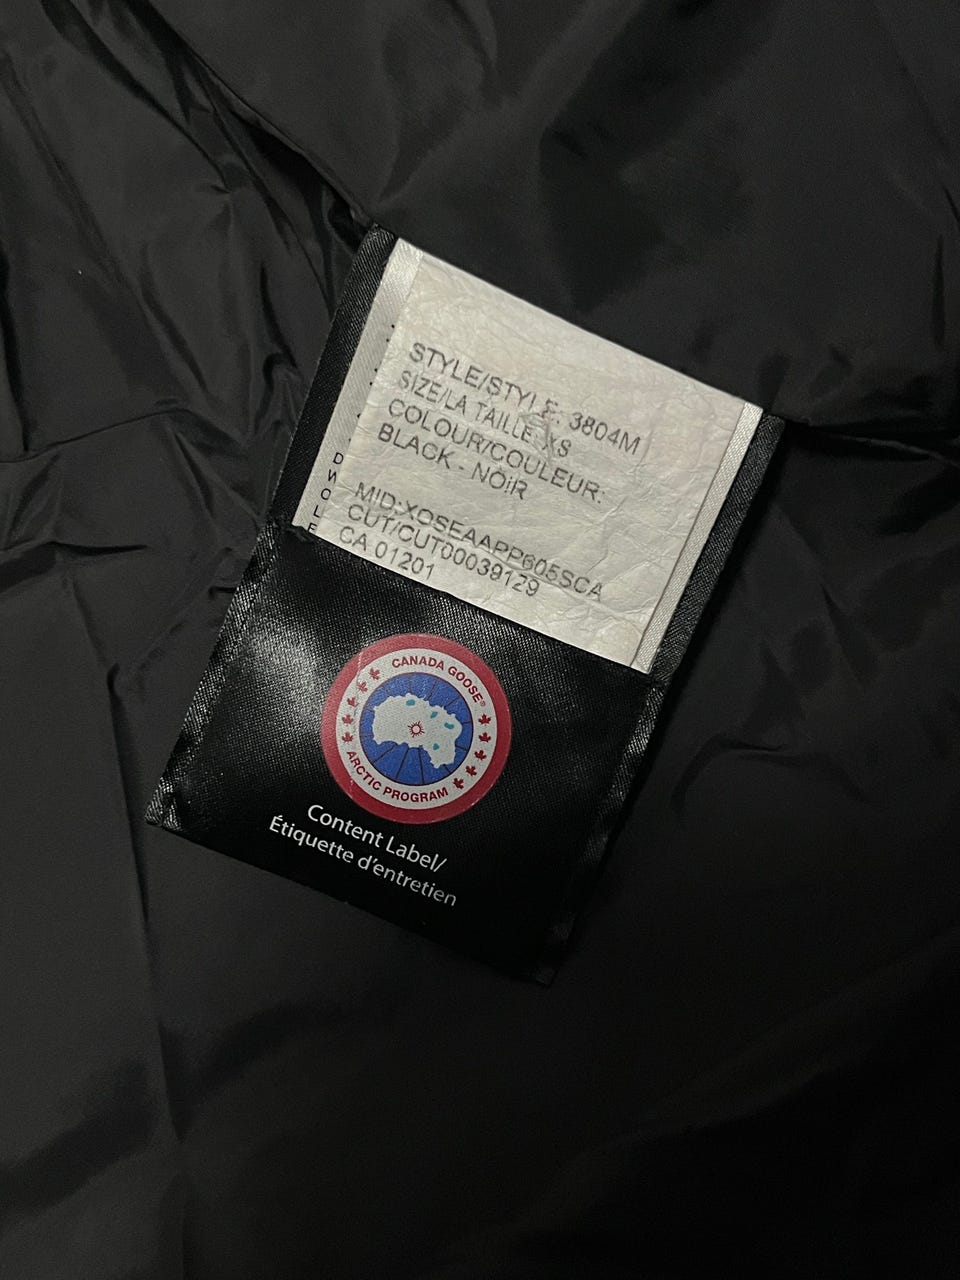 STYLE/STYLE: 3804M
SIZE/LA TAILLE: XS
COLOUR/COULEUR:
BLACK - NOiR
MID:XOSEAAPP605SCA
CUT/CUT00039129
CA 01201
CANADA GOOSE®
ARCTIC PROGRAM
Content Label/
Étiquette d'entretien